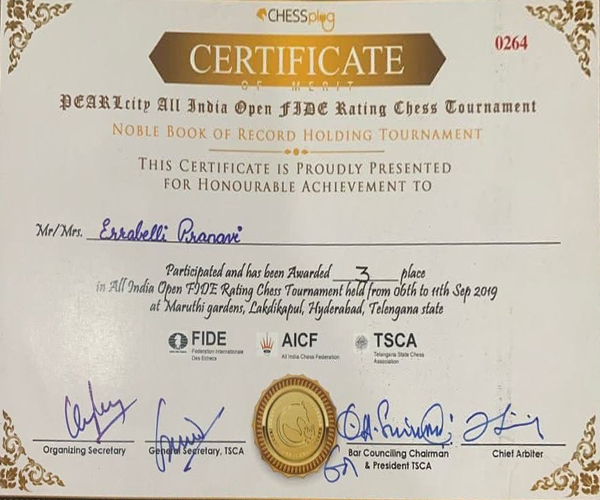 CHESSplug
0264
CERTIFICATE
OF MERIT
PEARLcity All India Open FIDE Rating Chess Tournament
NOBLE BOOK OF RECORD HOLDING TOURNAMENT
THIS CERTIFICATE IS PROUDLY PRESENTED
FOR HONOURABLE ACHIEVEMENT TO
Mr/Mrs. Errabelli Pranavi
Participated and has been Awarded 3 place
in All India Open FIDE Rating Chess Tournament held from 06th to 11th Sep 2019
at Maruthi gardens, Lakdikapul, Hyderabad, Telengana state
FIDE
Federation Internationale
Des Echecs
AICF
All India Chess Federation
TSCA
Telangana State Chess
Association
Organizing Secretary
General Secretary, TSCA
Bar Counciling Chairman
& President TSCA
Chief Arbiter